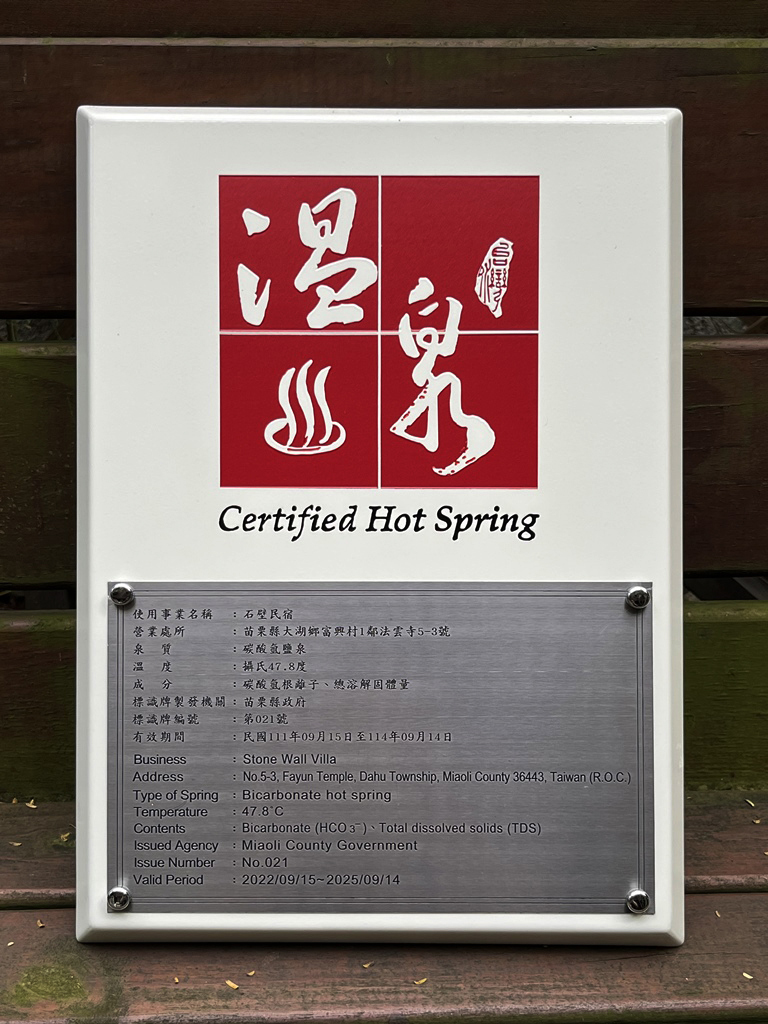 溫泉
台灣
Certified Hot Spring
使用事業名稱：石壁民宿
營業處所：苗栗縣大湖鄉富興村1鄰法雲寺5-3號
泉質：碳酸氫鹽泉
溫度：攝氏47.8度
成分：碳酸氫根離子、總溶解固體量
標識牌製發機關：苗栗縣政府
標識牌編號：第021號
有效期間：民國111年09月15日至114年09月14日
Business：Stone Wall Villa
Address：No.5-3, Fayun Temple, Dahu Township, Miaoli County 36443, Taiwan (R.O.C.)
Type of Spring：Bicarbonate hot spring
Temperature：47.8°C
Contents：Bicarbonate (HCO₃⁻)、Total dissolved solids (TDS)
Issued Agency：Miaoli County Government
Issue Number：No.021
Valid Period：2022/09/15~2025/09/14